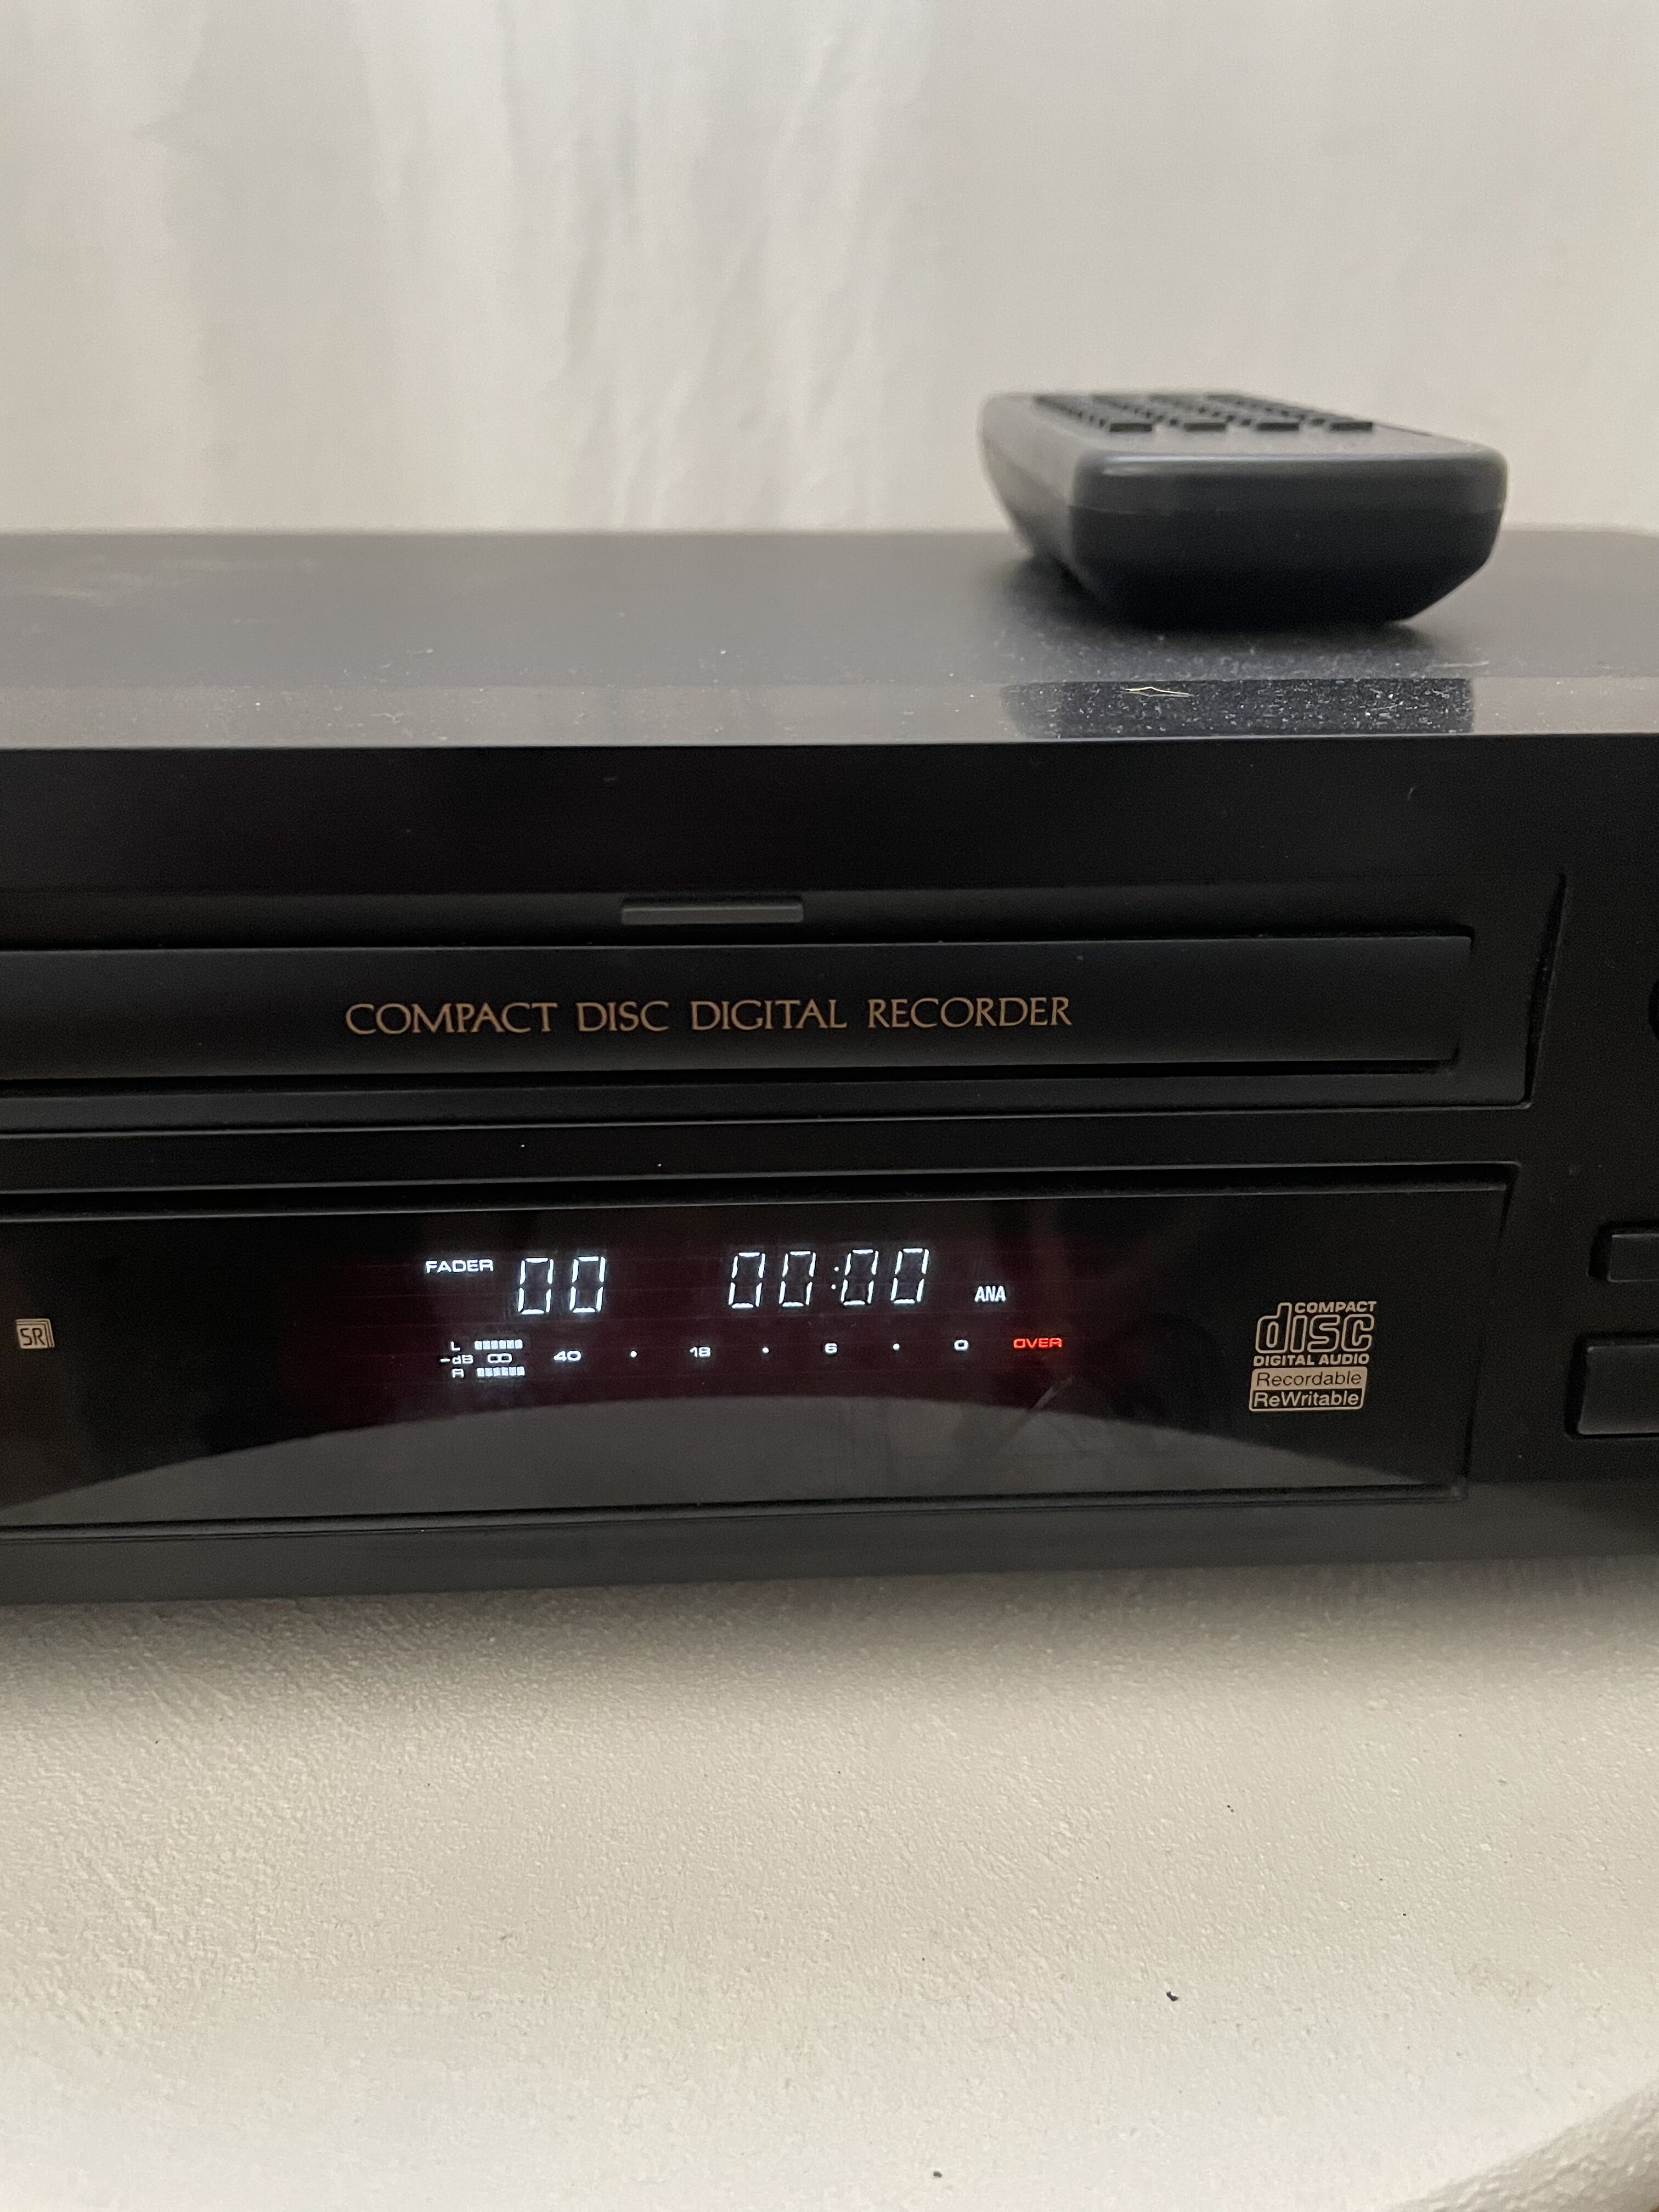 COMPACT DISC DIGITAL RECORDER
FADER 00 00:00 ANA
SR
L
-dB ∞ 40 · 18 · 6 · 0 OVER
R
COMPACT
disc
DIGITAL AUDIO
Recordable
ReWritable